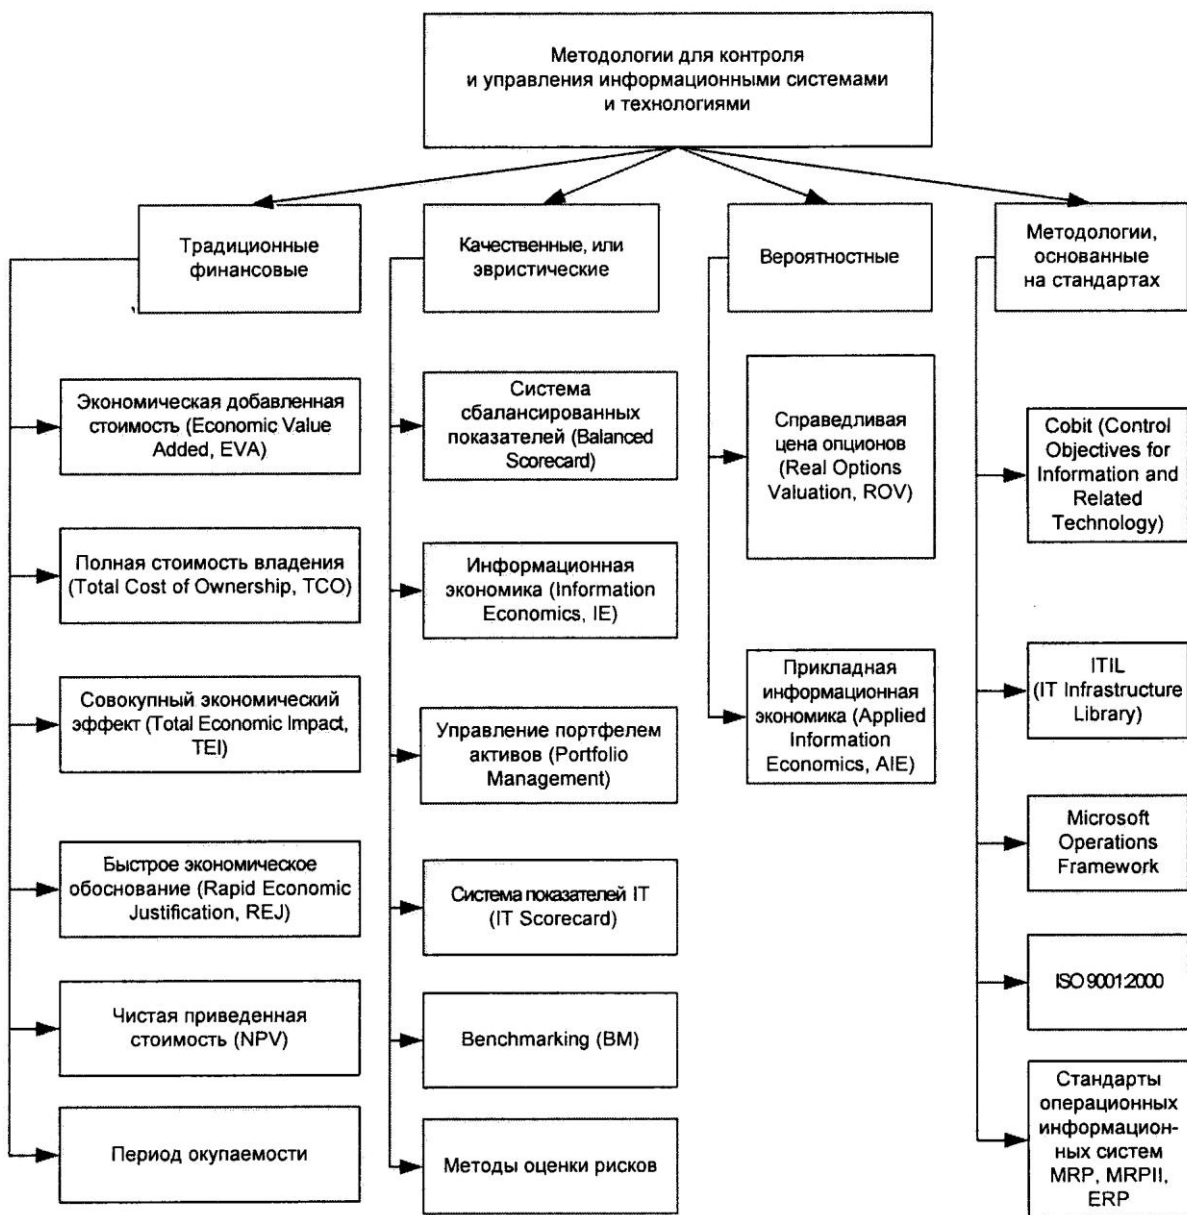 Методологии для контроля
и управления информационными системами
и технологиями
Традиционные
финансовые
Качественные, или
эвристические
Вероятностные
Методологии,
основанные
на стандартах
Экономическая добавленная
стоимость (Economic Value
Added, EVA)
Полная стоимость владения
(Total Cost of Ownership, TCO)
Совокупный экономический
эффект (Total Economic Impact,
TEI)
Быстрое экономическое
обоснование (Rapid Economic
Justification, REJ)
Чистая приведенная
стоимость (NPV)
Период окупаемости
Система
сбалансированных
показателей (Balanced
Scorecard)
Информационная
экономика (Information
Economics, IE)
Управление портфелем
активов (Portfolio
Management)
Система показателей IT
(IT Scorecard)
Benchmarking (BM)
Методы оценки рисков
Справедливая
цена опционов
(Real Options
Valuation, ROV)
Прикладная
информационная
экономика (Applied
Information
Economics, AIE)
Cobit (Control
Objectives for
Information and
Related
Technology)
ITIL
(IT Infrastructure
Library)
Microsoft
Operations
Framework
ISO 9001:2000
Стандарты
операционных
информацион-
ных систем
MRP, MRPII,
ERP